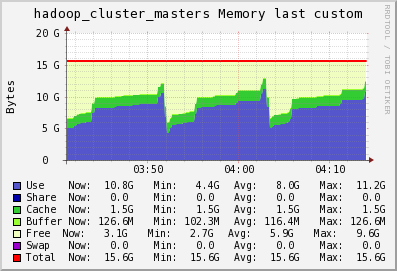 hadoop_cluster_masters Memory last custom
RRDTOOL / TOBI OETIKER
Bytes
20 G
15 G
10 G
5 G
0
03:50 04:00 04:10
Use Now: 10.8G Min: 4.4G Avg: 8.0G Max: 11.2G
Share Now: 0.0 Min: 0.0 Avg: 0.0 Max: 0.0
Cache Now: 1.5G Min: 1.5G Avg: 1.5G Max: 1.5G
Buffer Now: 126.6M Min: 102.3M Avg: 116.4M Max: 126.6M
Free Now: 3.1G Min: 2.7G Avg: 5.9G Max: 9.6G
Swap Now: 0.0 Min: 0.0 Avg: 0.0 Max: 0.0
Total Now: 15.6G Min: 15.6G Avg: 15.6G Max: 15.6G